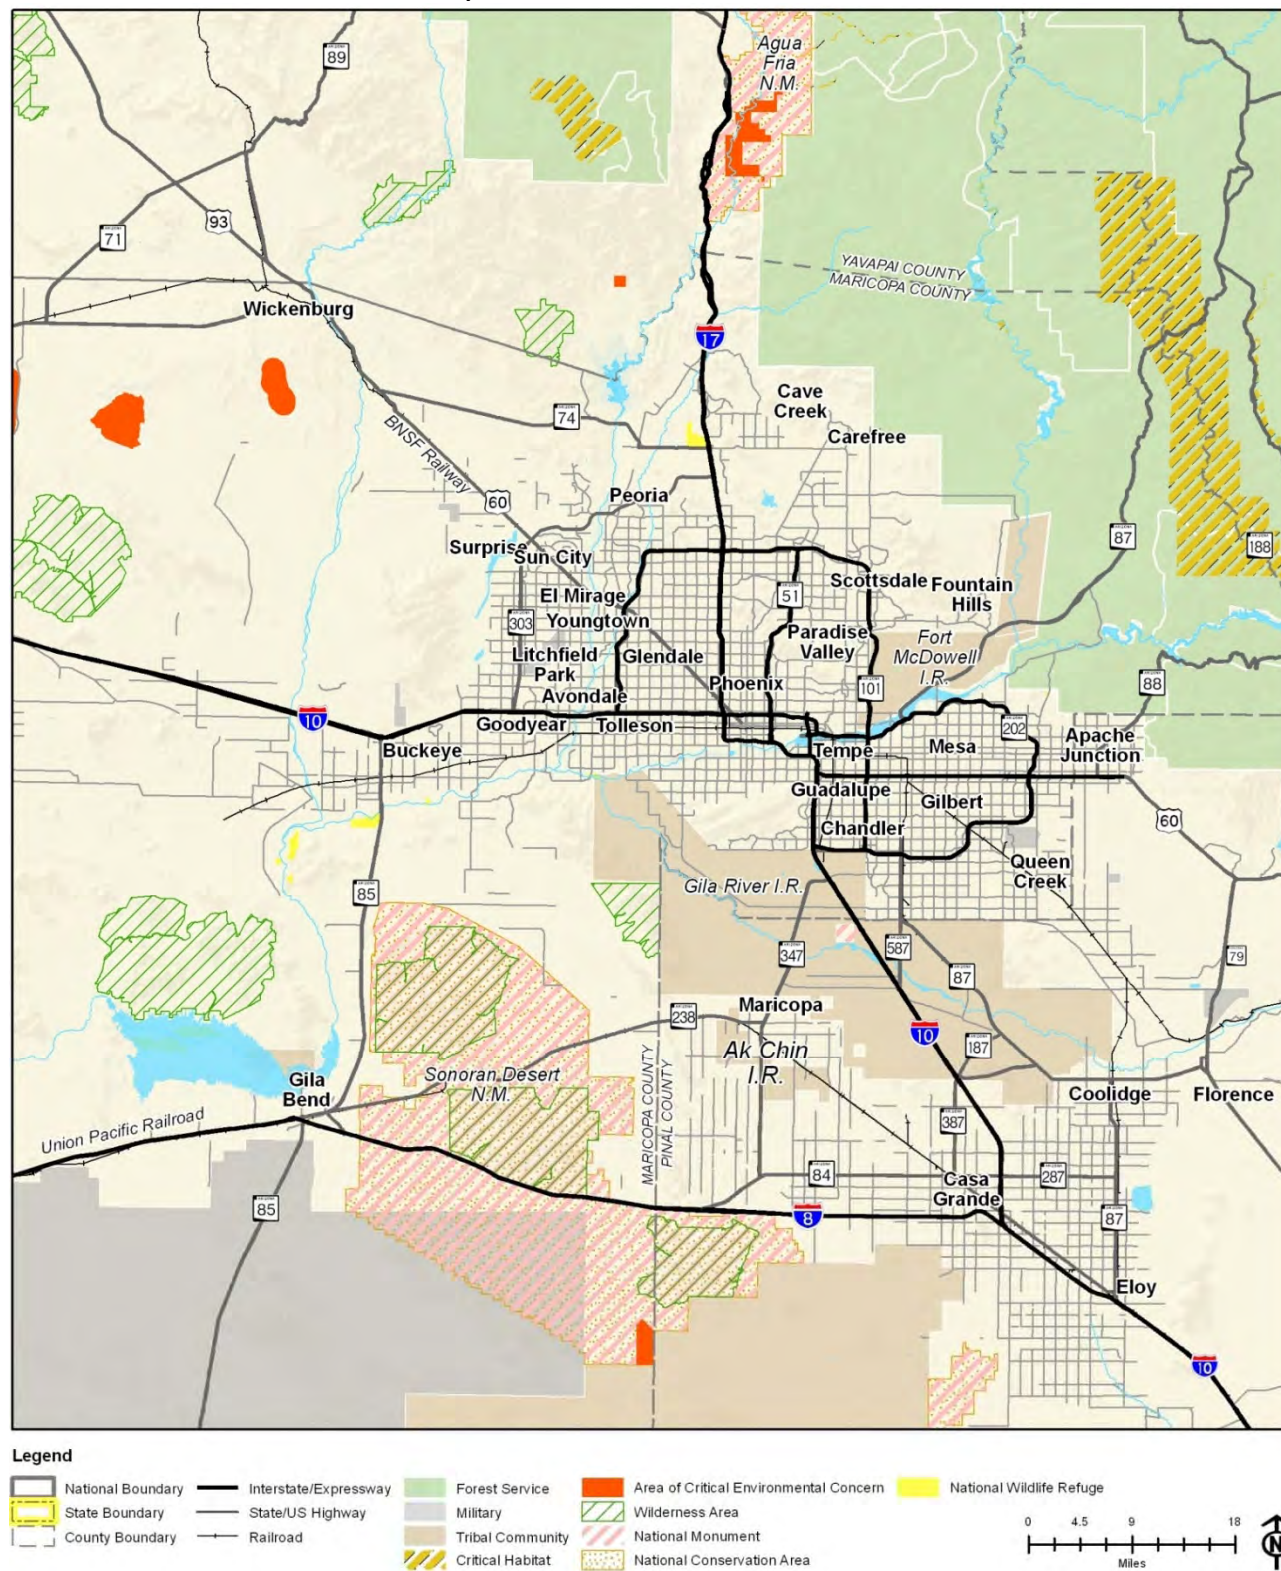 Agua
Fria
N.M.
89
93
71
YAVAPAI COUNTY
MARICOPA COUNTY
Wickenburg
17
Cave
Creek
74
Carefree
BNSF Railway
60
Peoria
87
188
Surprise
Sun City
El Mirage
51
Scottsdale
Fountain
Hills
303
Youngtown
Paradise
Valley
Fort
McDowell
I.R.
Litchfield
Park
Glendale
Phoenix
101
88
Avondale
10
Goodyear
Tolleson
202
Apache
Junction
Buckeye
Tempe
Mesa
Guadalupe
Gilbert
60
Chandler
Queen
Creek
85
Gila River I.R.
347
587
87
79
Maricopa
238
10
187
Ak Chin
I.R.
Sonoran Desert
N.M.
Gila
Bend
Coolidge
Florence
Union Pacific Railroad
MARICOPA COUNTY
PINAL COUNTY
387
84
Casa
Grande
287
85
8
87
Eloy
10
Legend
National Boundary
State Boundary
County Boundary
Interstate/Expressway
State/US Highway
Railroad
Forest Service
Military
Tribal Community
Critical Habitat
Area of Critical Environmental Concern
Wilderness Area
National Monument
National Conservation Area
National Wildlife Refuge
0 4.5 9 18
Miles
N